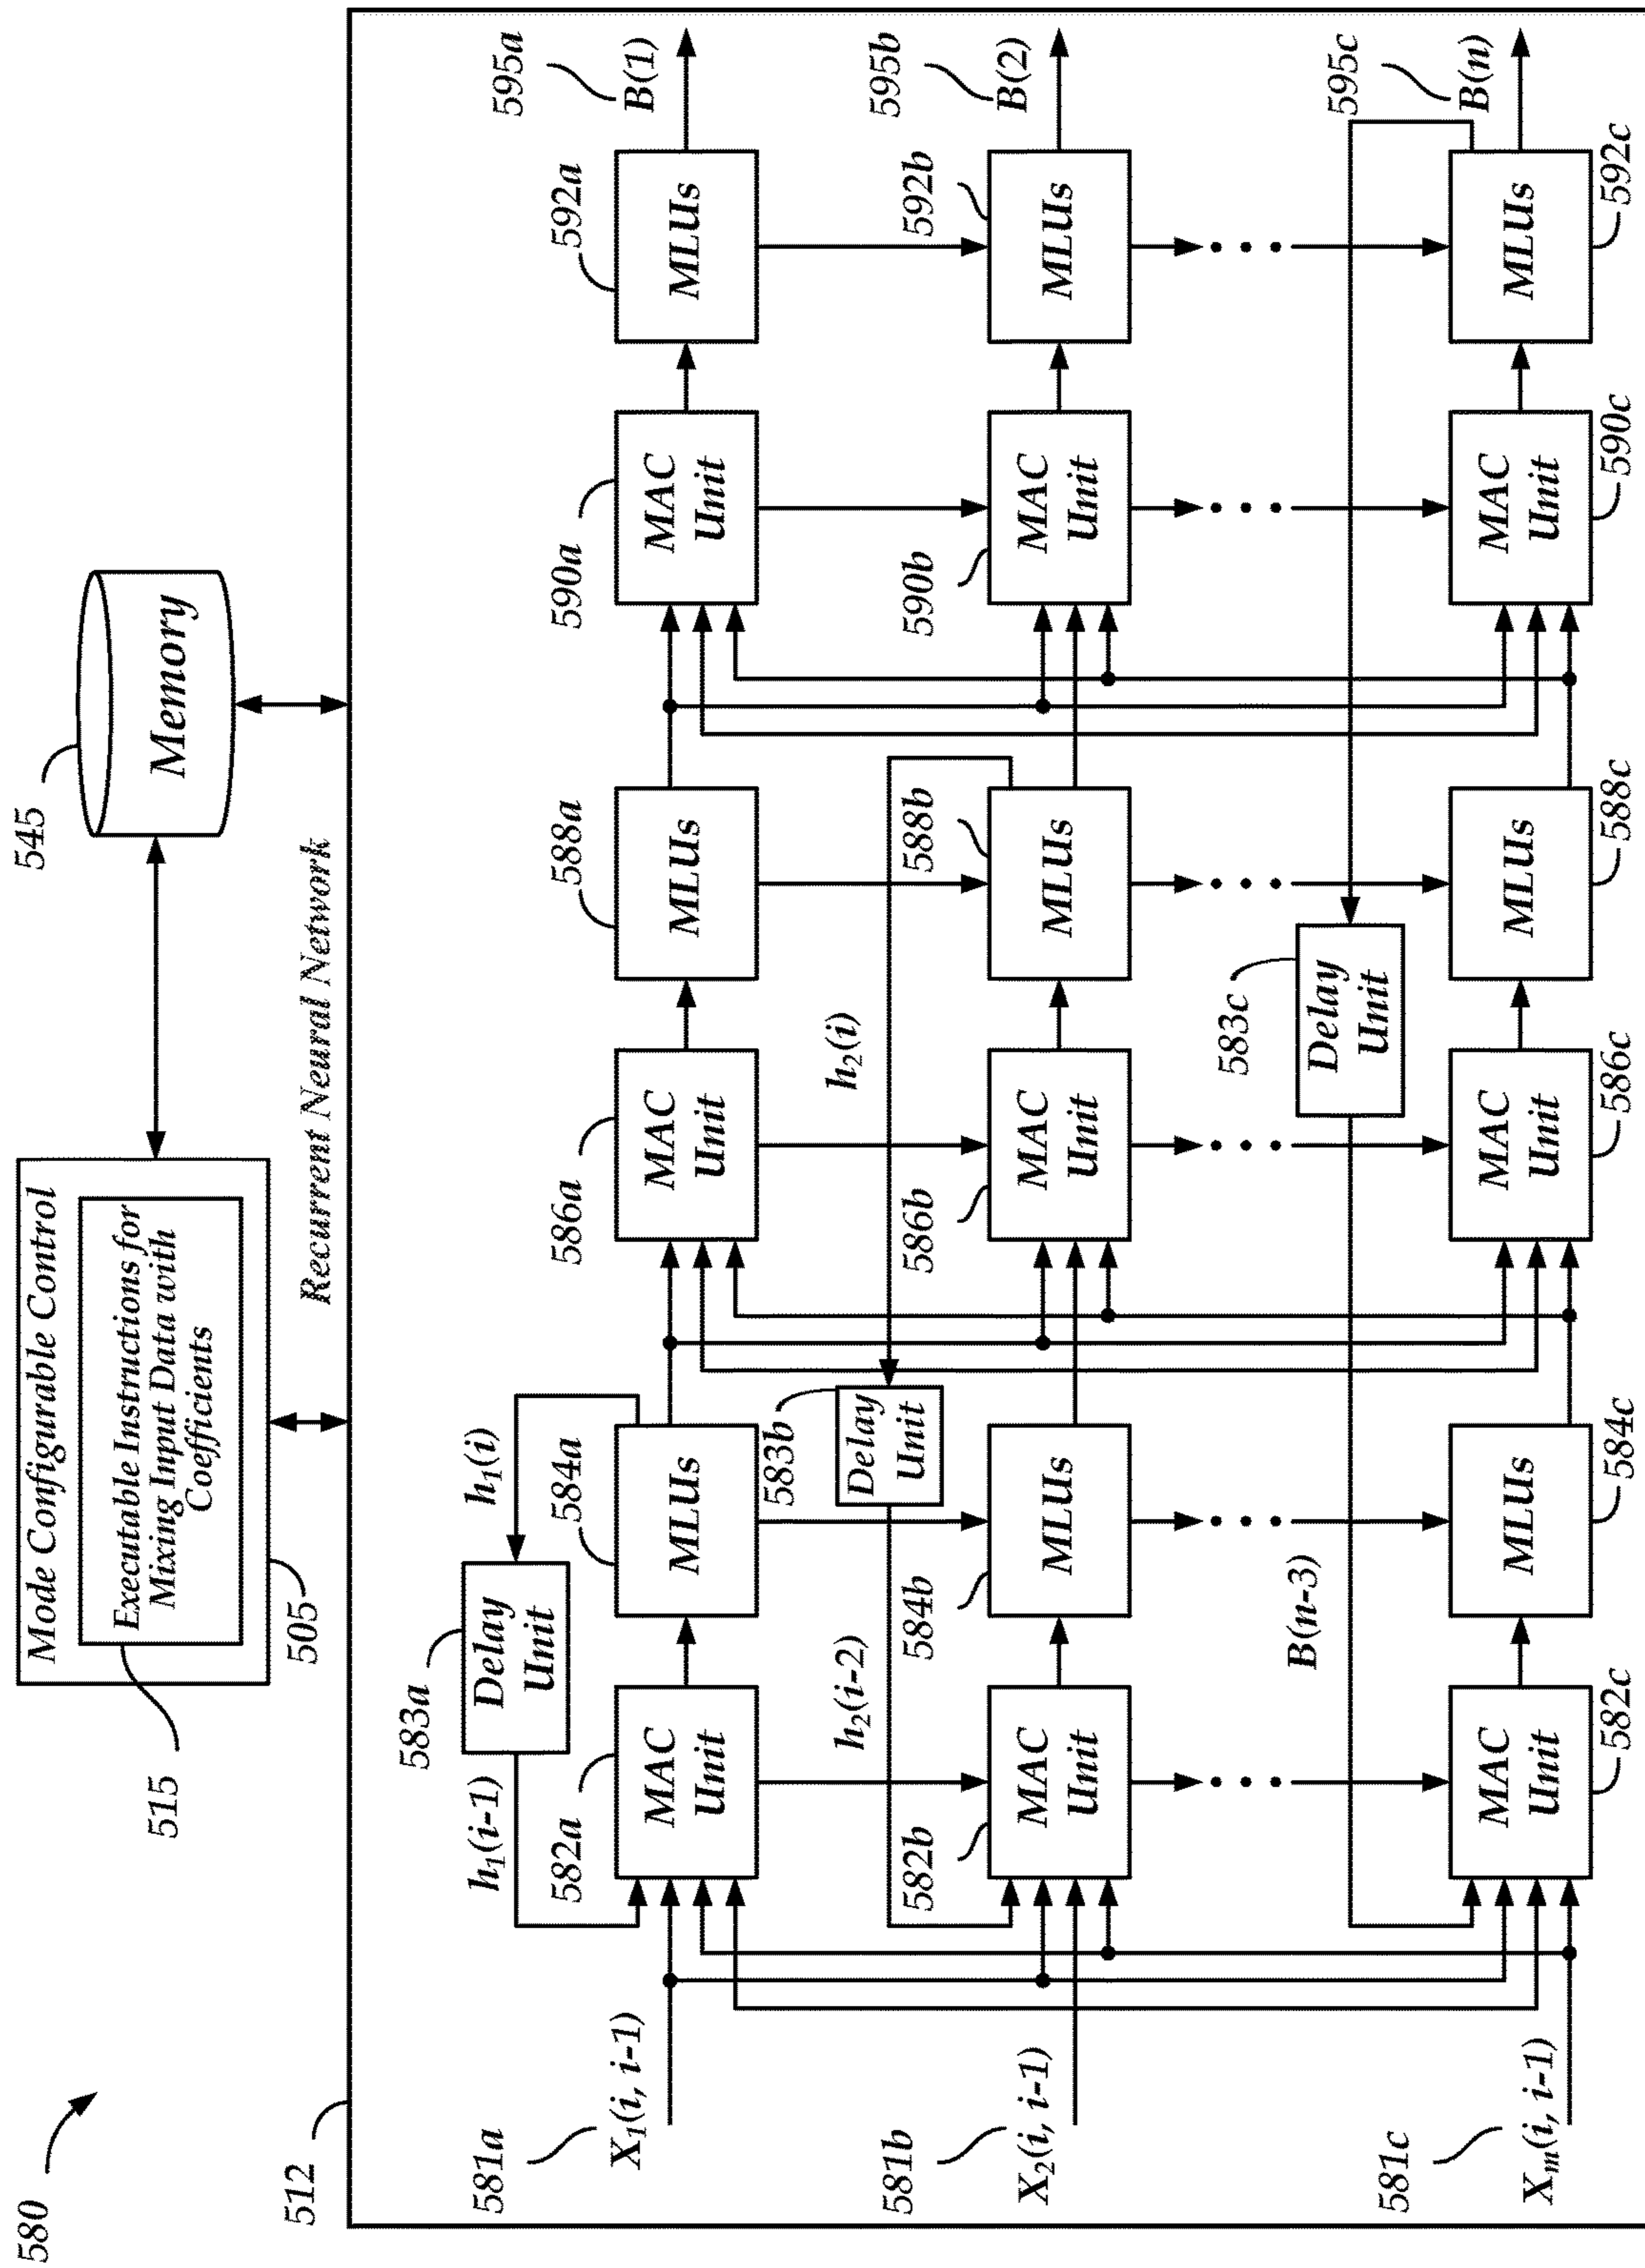 580
Mode Configurable Control
Executable Instructions for
Mixing Input Data with
Coefficients
515
505
545
Memory
512
Recurrent Neural Network
581a
X₁(i, i-1)
h₁(i-1)
583a
Delay
Unit
h₁(i)
582a
MAC
Unit
584a
MLUs
586a
MAC
Unit
588a
MLUs
590a
MAC
Unit
592a
MLUs
595a
B(1)
581b
X₂(i, i-1)
h₂(i-2)
583b
Delay
Unit
h₂(i)
582b
MAC
Unit
584b
MLUs
586b
MAC
Unit
588b
MLUs
590b
MAC
Unit
592b
MLUs
595b
B(2)
581c
Xₘ(i, i-1)
B(n-3)
583c
Delay
Unit
582c
MAC
Unit
584c
MLUs
586c
MAC
Unit
588c
MLUs
590c
MAC
Unit
592c
MLUs
595c
B(n)